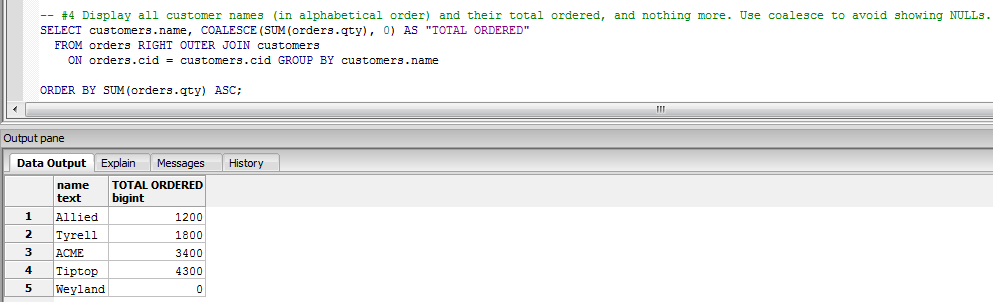 -- #4 Display all customer names (in alphabetical order) and their total ordered, and nothing more. Use coalesce to avoid showing NULLs.
SELECT customers.name, COALESCE(SUM(orders.qty), 0) AS "TOTAL ORDERED"
FROM orders RIGHT OUTER JOIN customers
ON orders.cid = customers.cid GROUP BY customers.name
ORDER BY SUM(orders.qty) ASC;
Output pane
Data Output Explain Messages History
name TOTAL ORDERED
text bigint
1 Allied 1200
2 Tyrell 1800
3 ACME 3400
4 Tiptop 4300
5 Weyland 0